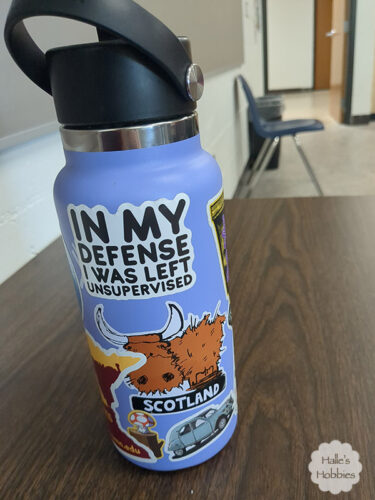 IN MY
DEFENSE
I WAS LEFT
UNSUPERVISED
SCOTLAND
Halle's
Hobbies